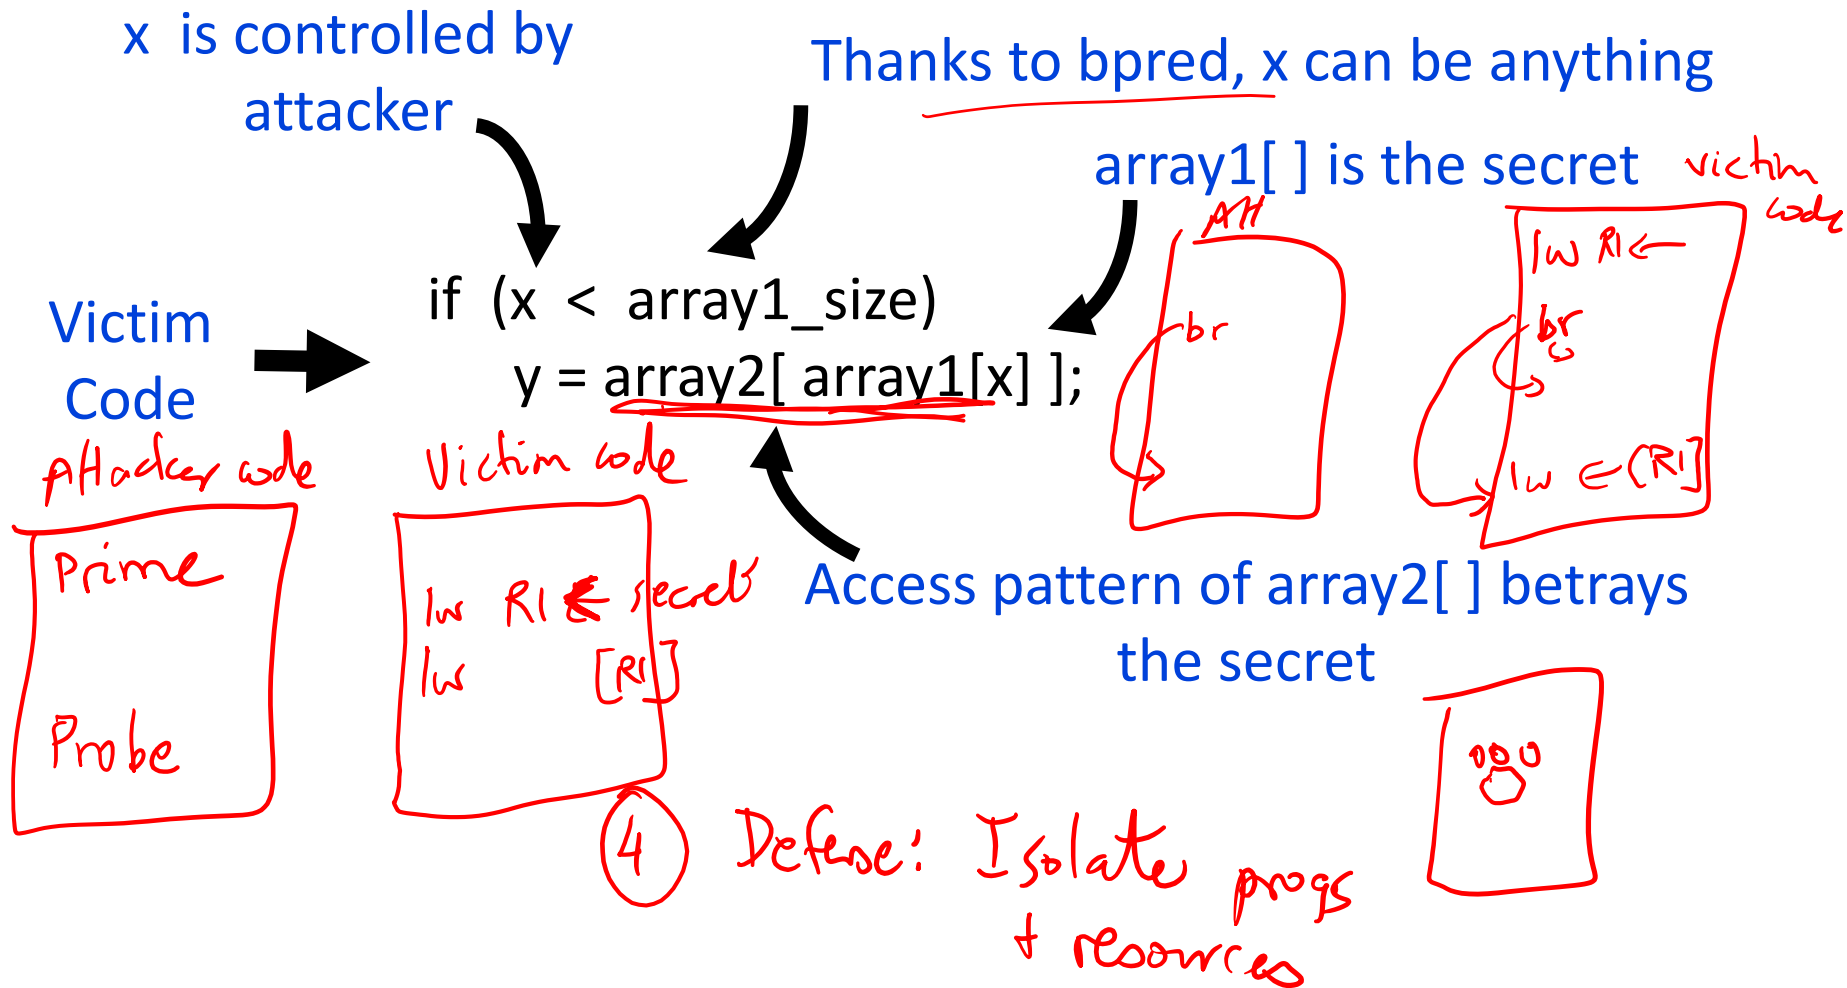 x is controlled by
attacker
Thanks to bpred, x can be anything
array1[ ] is the secret
victim
code
Att
lw R1 ←
br
br
lw ← [R1]
Victim
Code
if (x < array1_size)
y = array2[ array1[x] ];
Attacker code
Prime
Probe
Victim code
lw R1 ← secret
lw [R1]
Access pattern of array2[ ] betrays
the secret
4 Defense: Isolate progs
+ resources